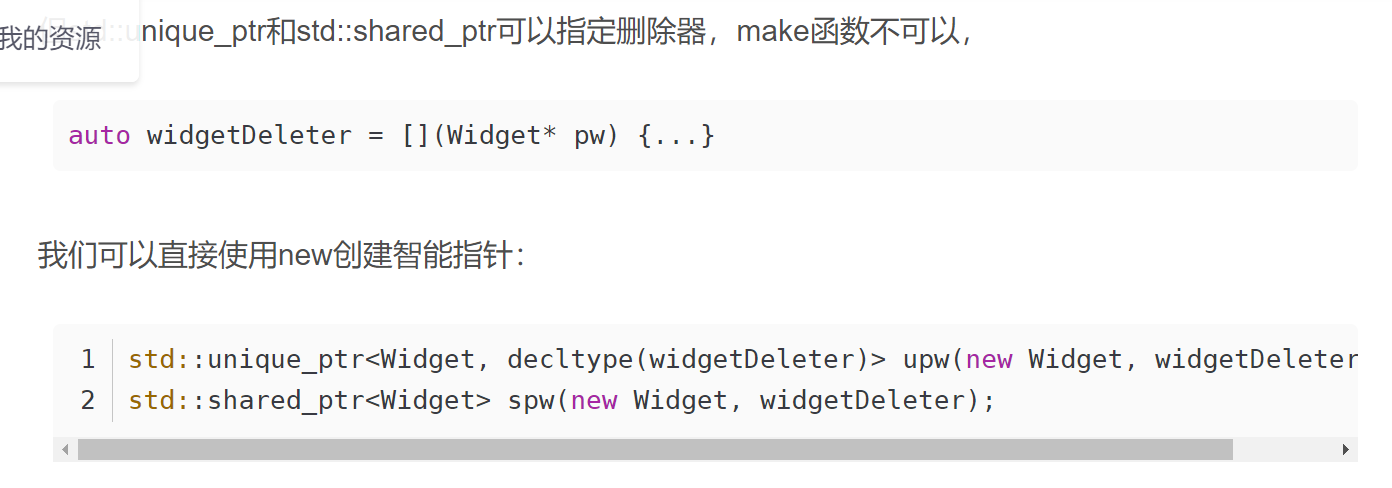 我的资源
unique_ptr和std::shared_ptr可以指定删除器，make函数不可以，
auto widgetDeleter = [](Widget* pw) {...}
我们可以直接使用new创建智能指针：
1 std::unique_ptr<Widget, decltype(widgetDeleter)> upw(new Widget, widgetDeleter
2 std::shared_ptr<Widget> spw(new Widget, widgetDeleter);